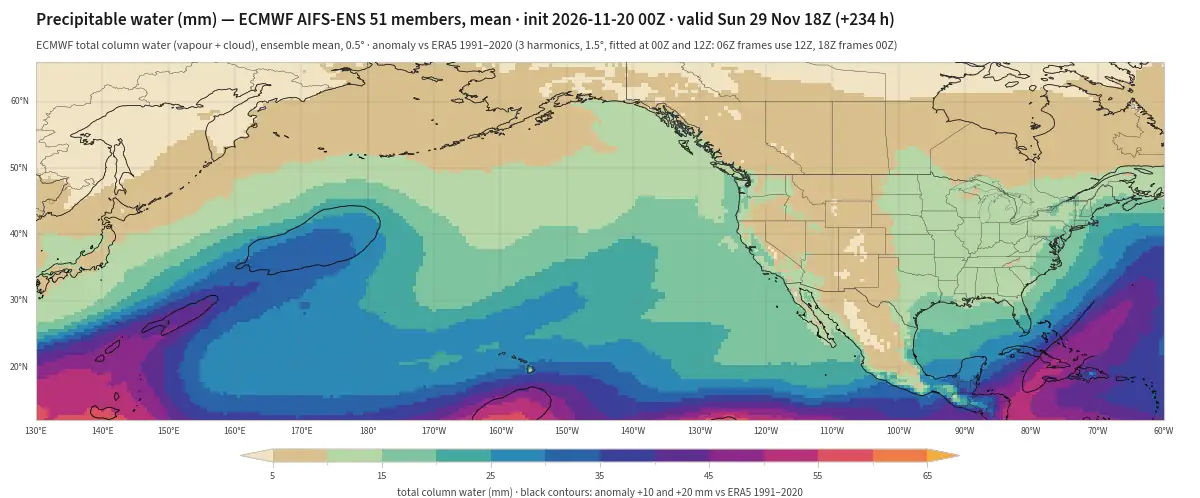 Precipitable water (mm) — ECMWF AIFS-ENS 51 members, mean · init 2026-11-20 00Z · valid Sun 29 Nov 18Z (+234 h)
ECMWF total column water (vapour + cloud), ensemble mean, 0.5° · anomaly vs ERA5 1991–2020 (3 harmonics, 1.5°, fitted at 00Z and 12Z: 06Z frames use 12Z, 18Z frames 00Z)
60°N
50°N
40°N
30°N
20°N
130°E 140°E 150°E 160°E 170°E 180° 170°W 160°W 150°W 140°W 130°W 120°W 110°W 100°W 90°W 80°W 70°W 60°W
5 15 25 35 45 55 65
total column water (mm) · black contours: anomaly +10 and +20 mm vs ERA5 1991–2020